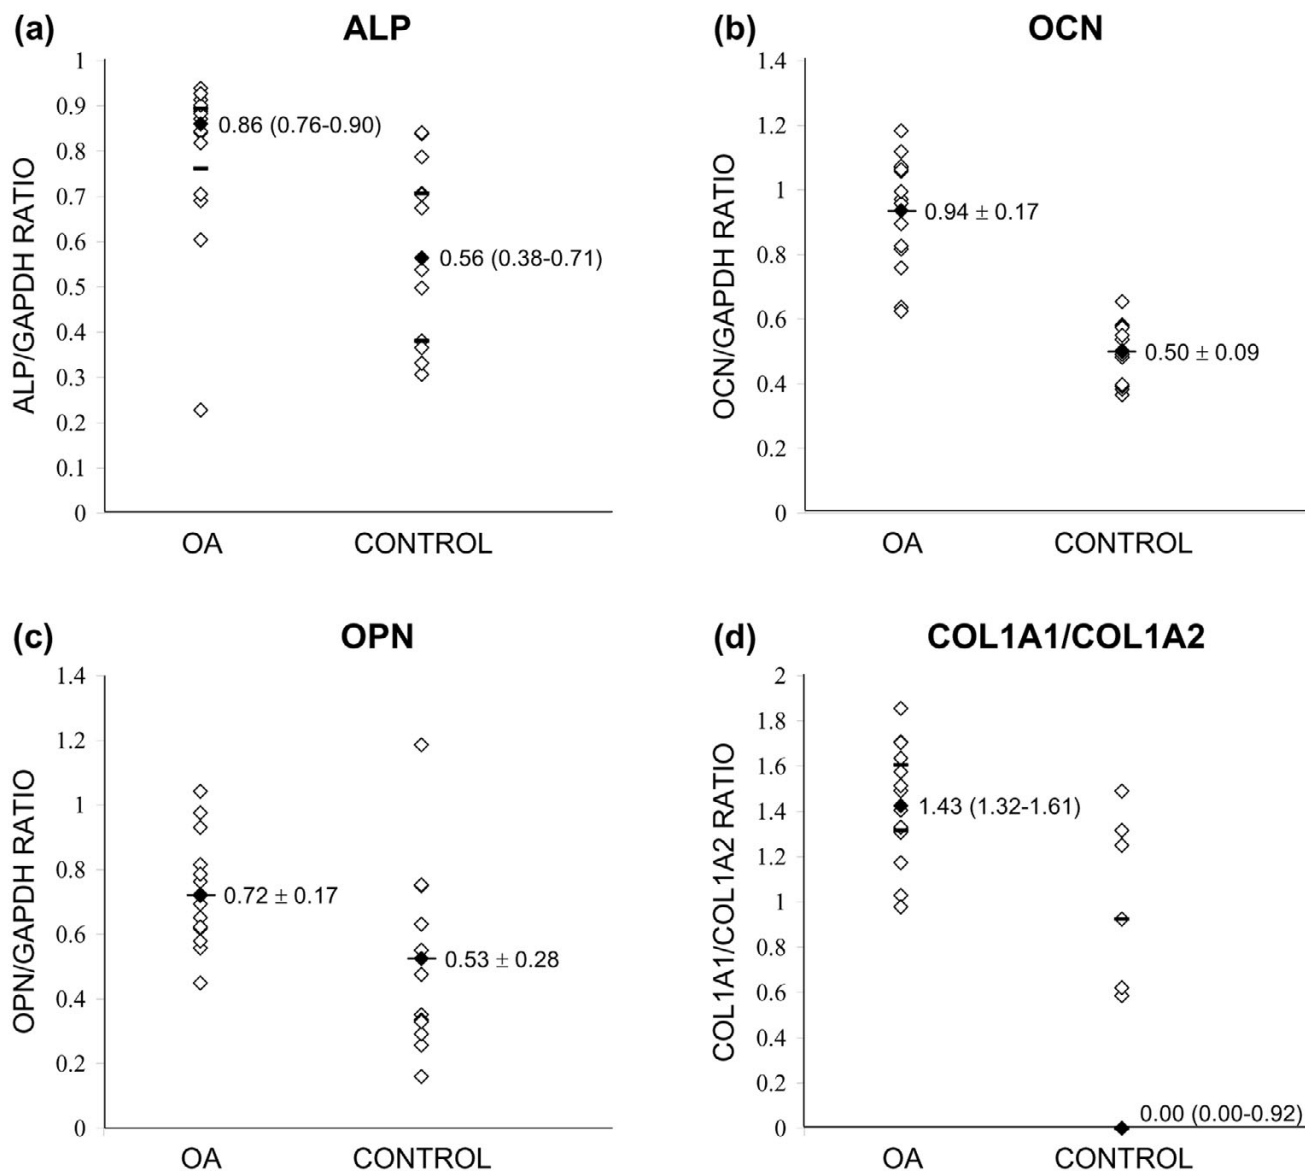 (a) ALP
ALP/GAPDH RATIO
1
0.9
0.8
0.7
0.6
0.5
0.4
0.3
0.2
0.1
0
0.86 (0.76-0.90)
0.56 (0.38-0.71)
OA CONTROL
(b) OCN
OCN/GAPDH RATIO
1.4
1.2
1
0.8
0.6
0.4
0.2
0
0.94 ± 0.17
0.50 ± 0.09
OA CONTROL
(c) OPN
OPN/GAPDH RATIO
1.4
1.2
1
0.8
0.6
0.4
0.2
0
0.72 ± 0.17
0.53 ± 0.28
OA CONTROL
(d) COL1A1/COL1A2
COL1A1/COL1A2 RATIO
2
1.8
1.6
1.4
1.2
1
0.8
0.6
0.4
0.2
0
1.43 (1.32-1.61)
0.00 (0.00-0.92)
OA CONTROL